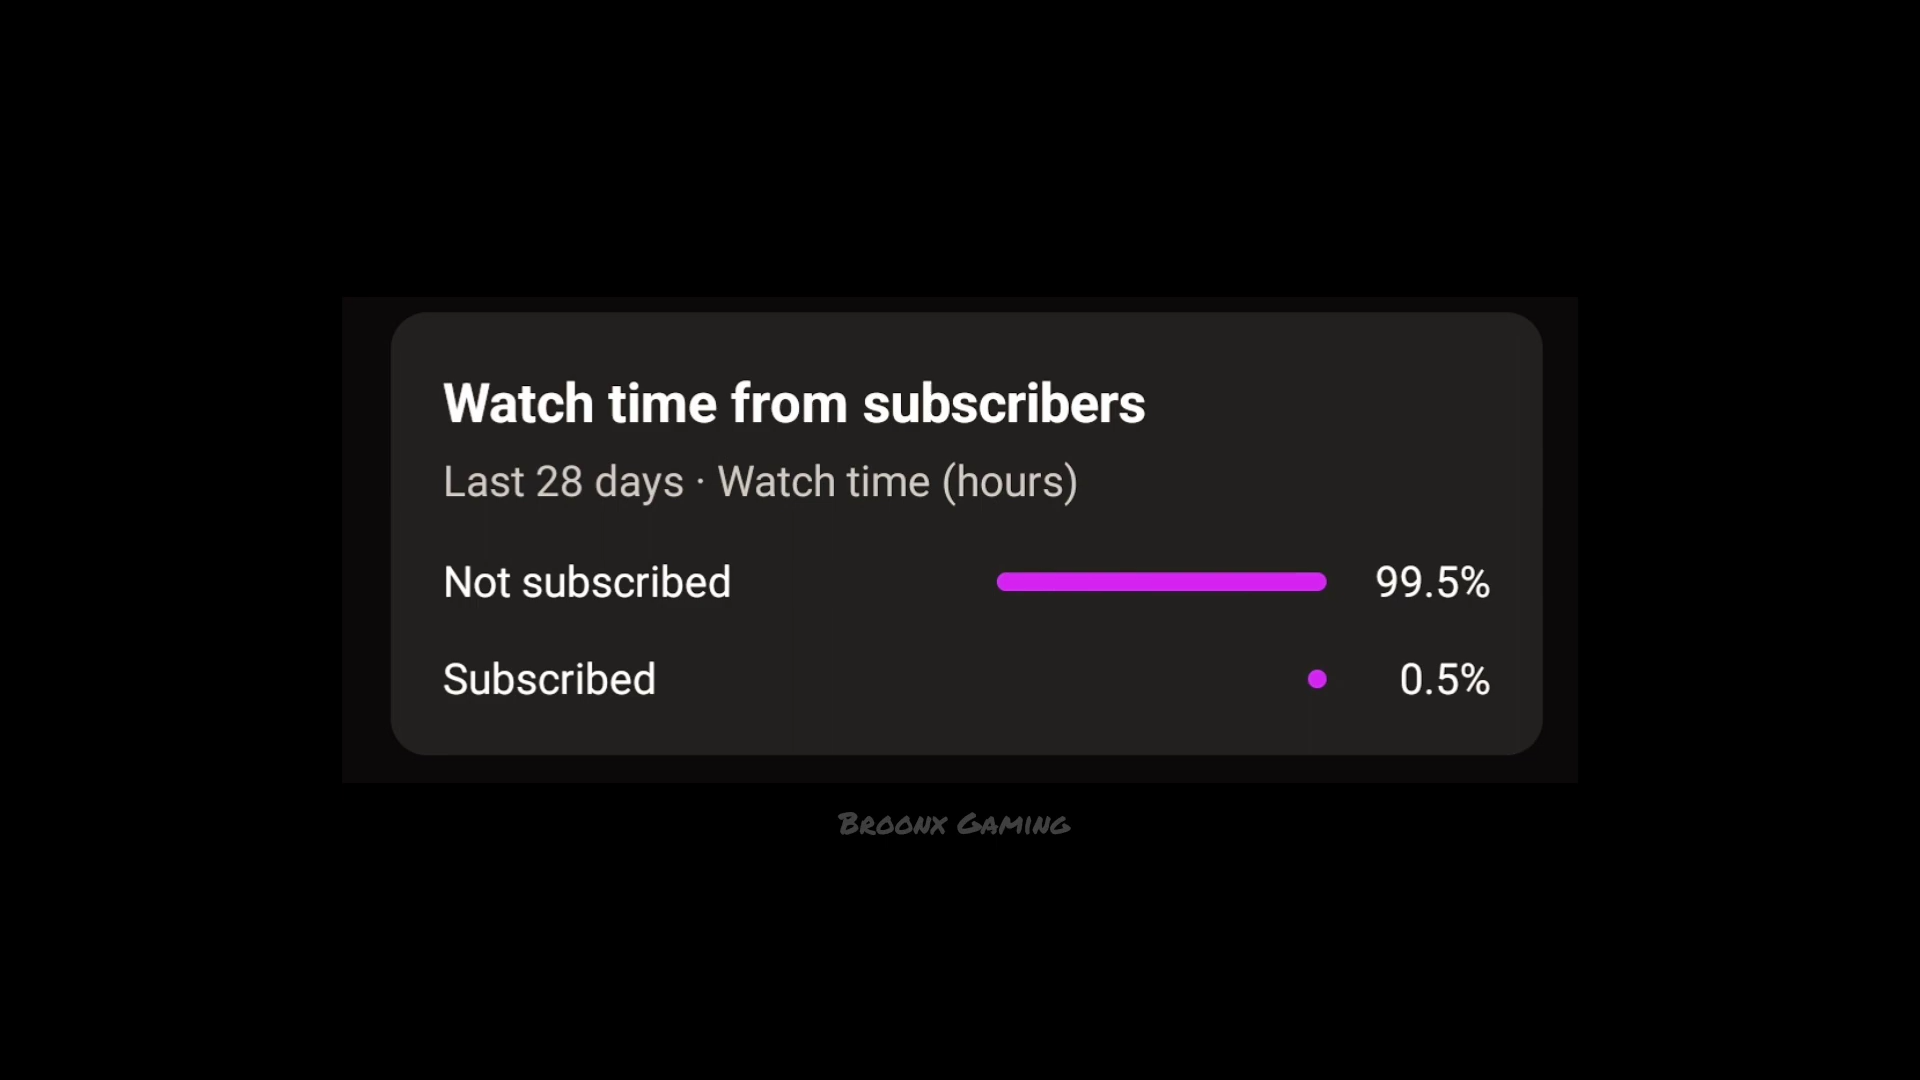 Watch time from subscribers
Last 28 days · Watch time (hours)
Not subscribed 99.5%
Subscribed 0.5%
Broonx Gaming